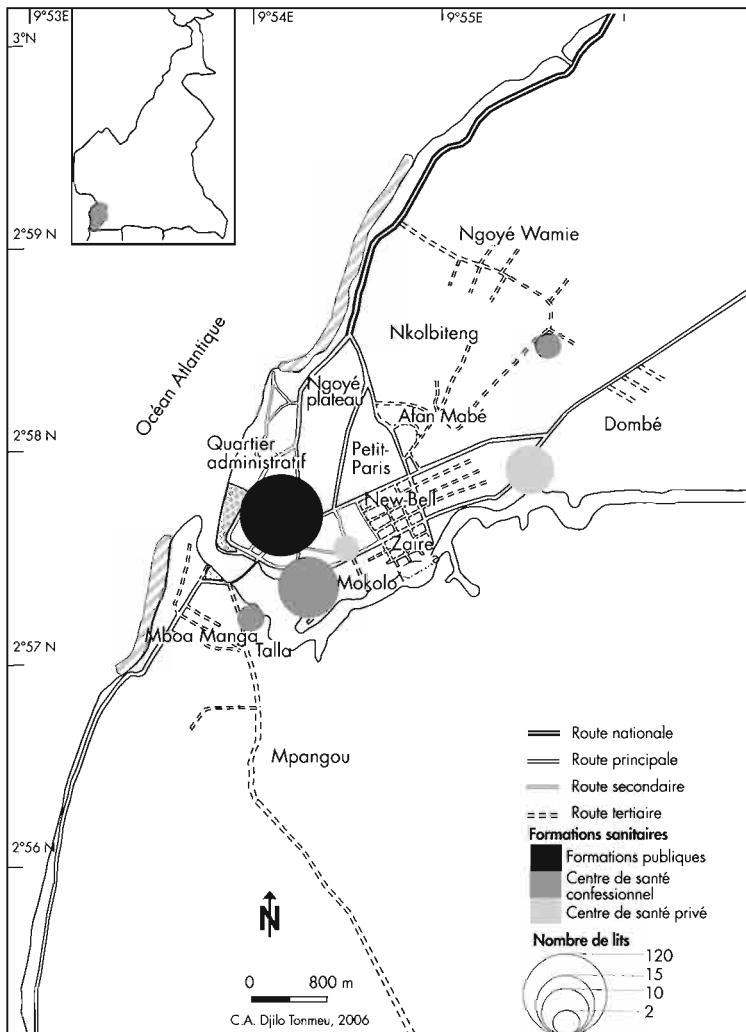 9°53E
9°54E
9°55E
3°N
2°59 N
Ngoyé Wamie
Océan Atlantique
Nkolbiteng
Ngoyé
plateau
Afan Mabé
Dombé
2°58 N
Quartier
administratif
Petit-
Paris
New-Bell
Zaïre
Mokolo
Mboa Manga
Talla
2°57 N
Mpangou
Route nationale
Route principale
Route secondaire
Route tertiaire
Formations sanitaires
Formations publiques
Centre de santé
confessionnel
Centre de santé privé
2°56 N
N
Nombre de lits
120
15
10
2
0 800 m
C.A. Djilo Tonmeu, 2006